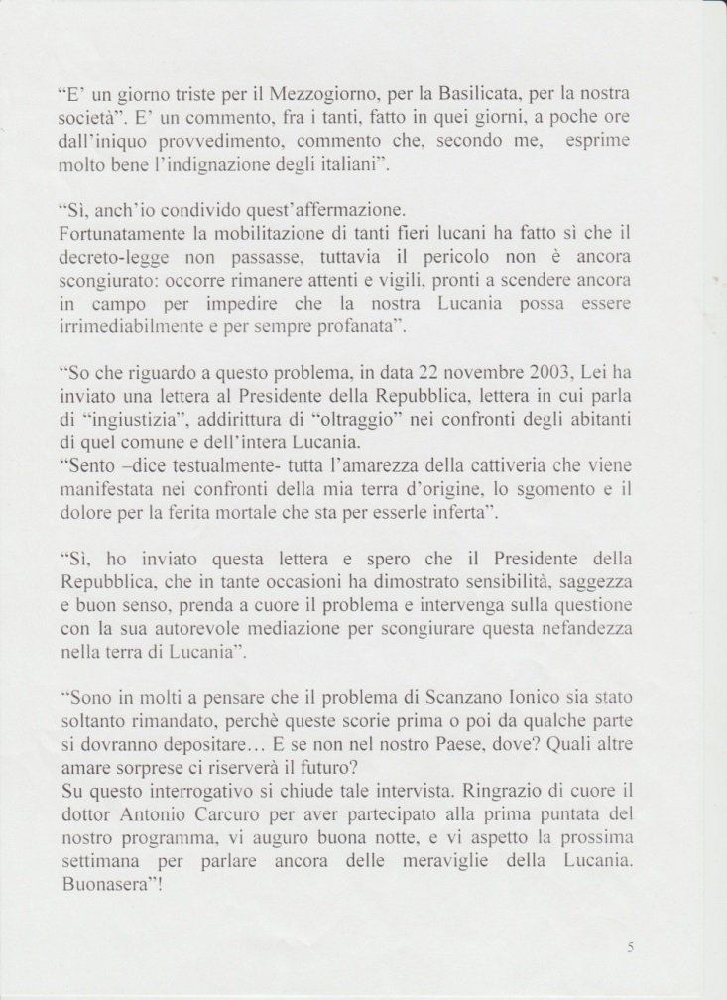 “E’ un giorno triste per il Mezzogiorno, per la Basilicata, per la nostra
società”. E’ un commento, fra i tanti, fatto in quei giorni, a poche ore
dall’iniquo provvedimento, commento che, secondo me, esprime
molto bene l’indignazione degli italiani”.
“Sì, anch’io condivido quest’affermazione.
Fortunatamente la mobilitazione di tanti fieri lucani ha fatto sì che il
decreto-legge non passasse, tuttavia il pericolo non è ancora
scongiurato: occorre rimanere attenti e vigili, pronti a scendere ancora
in campo per impedire che la nostra Lucania possa essere
irrimediabilmente e per sempre profanata”.
“So che riguardo a questo problema, in data 22 novembre 2003, Lei ha
inviato una lettera al Presidente della Repubblica, lettera in cui parla
di “ingiustizia”, addirittura di “oltraggio” nei confronti degli abitanti
di quel comune e dell’intera Lucania.
“Sento –dice testualmente- tutta l’amarezza della cattiveria che viene
manifestata nei confronti della mia terra d’origine, lo sgomento e il
dolore per la ferita mortale che sta per esserle inferta”.
“Sì, ho inviato questa lettera e spero che il Presidente della
Repubblica, che in tante occasioni ha dimostrato sensibilità, saggezza
e buon senso, prenda a cuore il problema e intervenga sulla questione
con la sua autorevole mediazione per scongiurare questa nefandezza
nella terra di Lucania”.
“Sono in molti a pensare che il problema di Scanzano Ionico sia stato
soltanto rimandato, perchè queste scorie prima o poi da qualche parte
si dovranno depositare… E se non nel nostro Paese, dove? Quali altre
amare sorprese ci riserverà il futuro?
Su questo interrogativo si chiude tale intervista. Ringrazio di cuore il
dottor Antonio Carcuro per aver partecipato alla prima puntata del
nostro programma, vi auguro buona notte, e vi aspetto la prossima
settimana per parlare ancora delle meraviglie della Lucania.
Buonasera”!
5